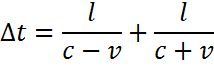 Δt = l/(c − v) + l/(c + v)